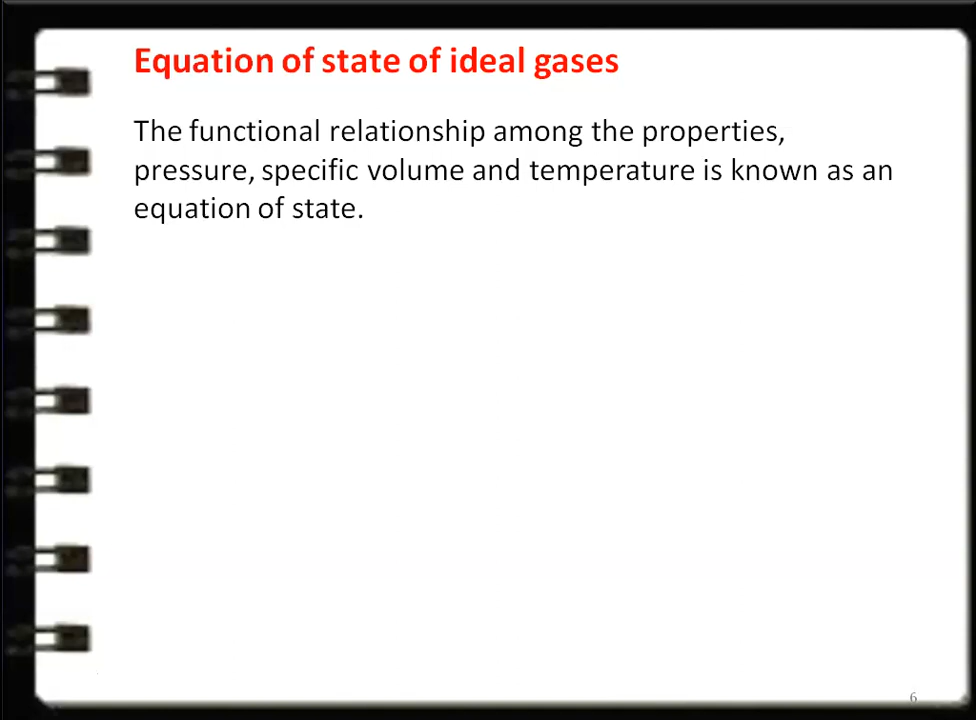 Equation of state of ideal gases
The functional relationship among the properties,
pressure, specific volume and temperature is known as an
equation of state.
6